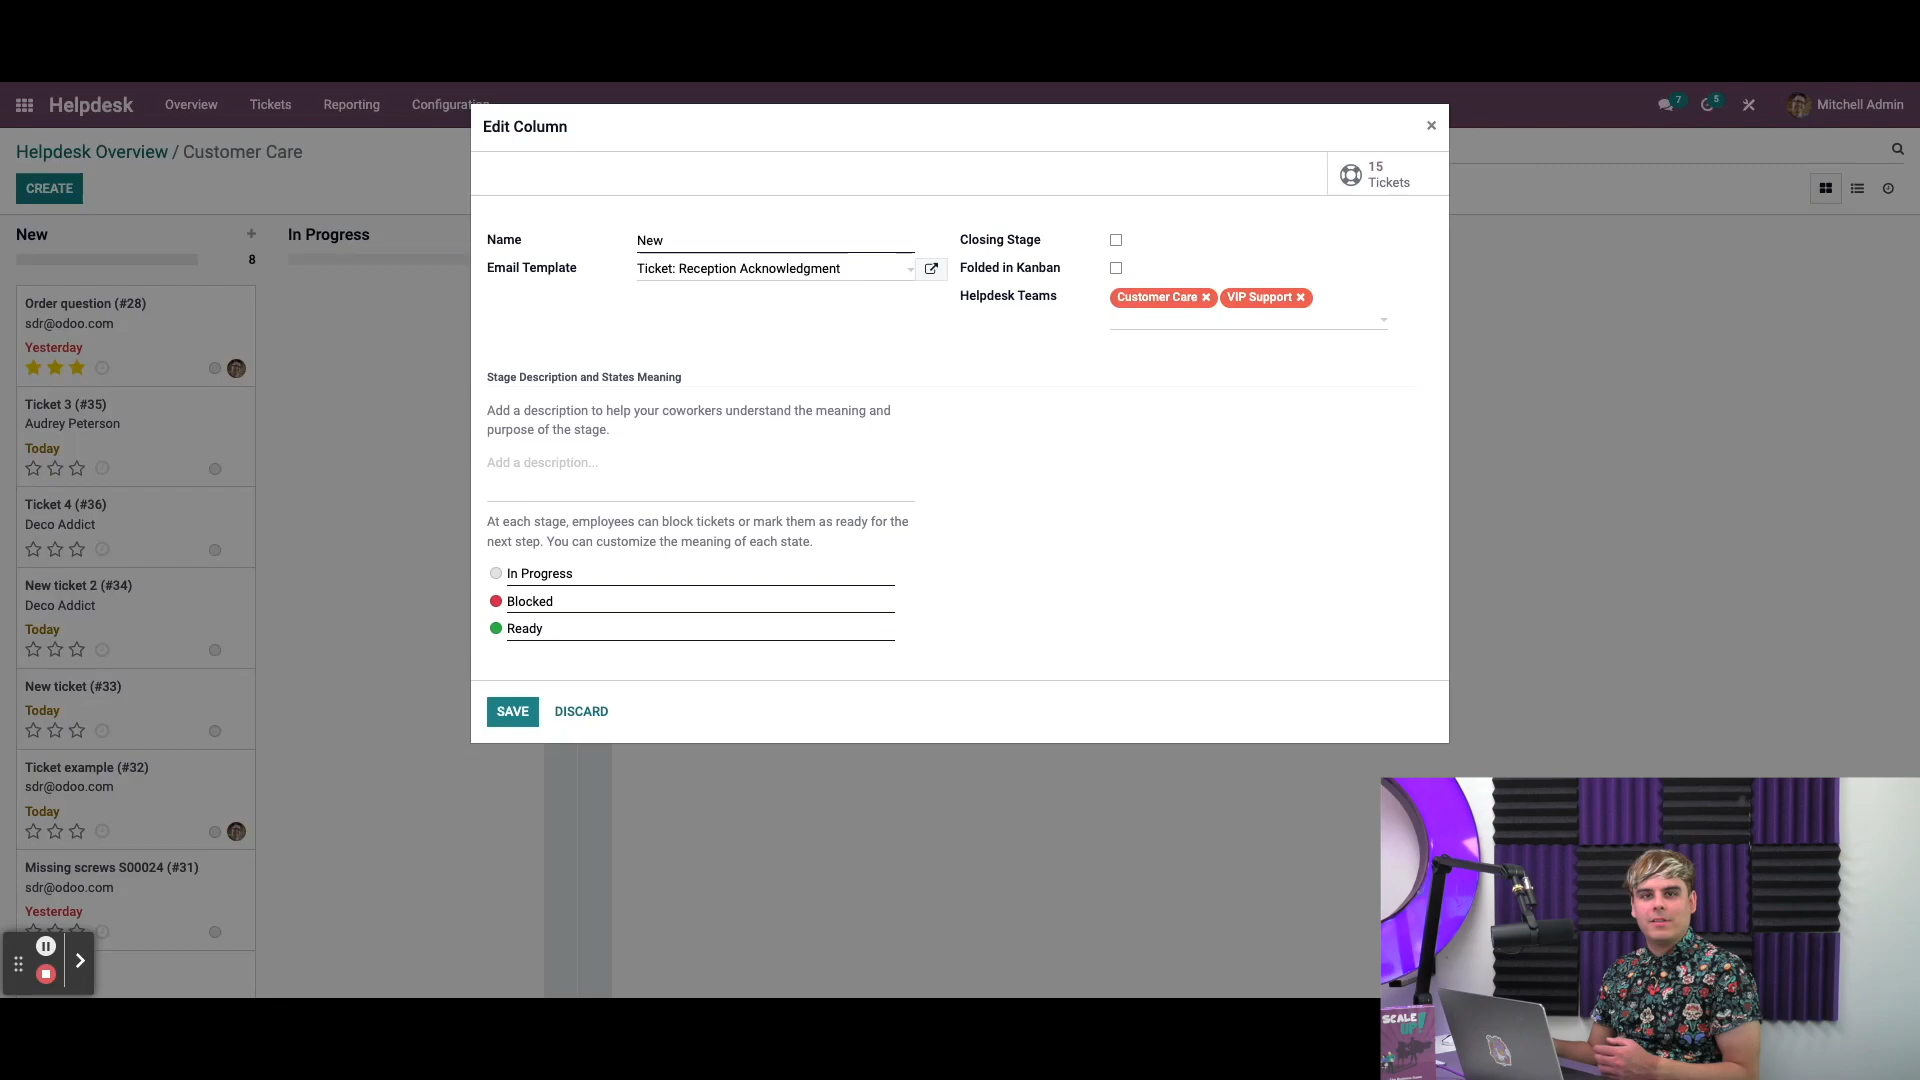 Helpdesk
Overview
Tickets
Reporting
Configuration
7
5
Mitchell Admin
Helpdesk Overview / Customer Care
CREATE
New
8
In Progress
Order question (#28)
sdr@odoo.com
Yesterday
Ticket 3 (#35)
Audrey Peterson
Today
Ticket 4 (#36)
Deco Addict
New ticket 2 (#34)
Deco Addict
Today
New ticket (#33)
Today
Ticket example (#32)
sdr@odoo.com
Today
Missing screws S00024 (#31)
sdr@odoo.com
Yesterday
Edit Column
15
Tickets
Name
New
Email Template
Ticket: Reception Acknowledgment
Closing Stage
Folded in Kanban
Helpdesk Teams
Customer Care
VIP Support
Stage Description and States Meaning
Add a description to help your coworkers understand the meaning and
purpose of the stage.
Add a description...
At each stage, employees can block tickets or mark them as ready for the
next step. You can customize the meaning of each state.
In Progress
Blocked
Ready
SAVE
DISCARD
SCALE
UP!